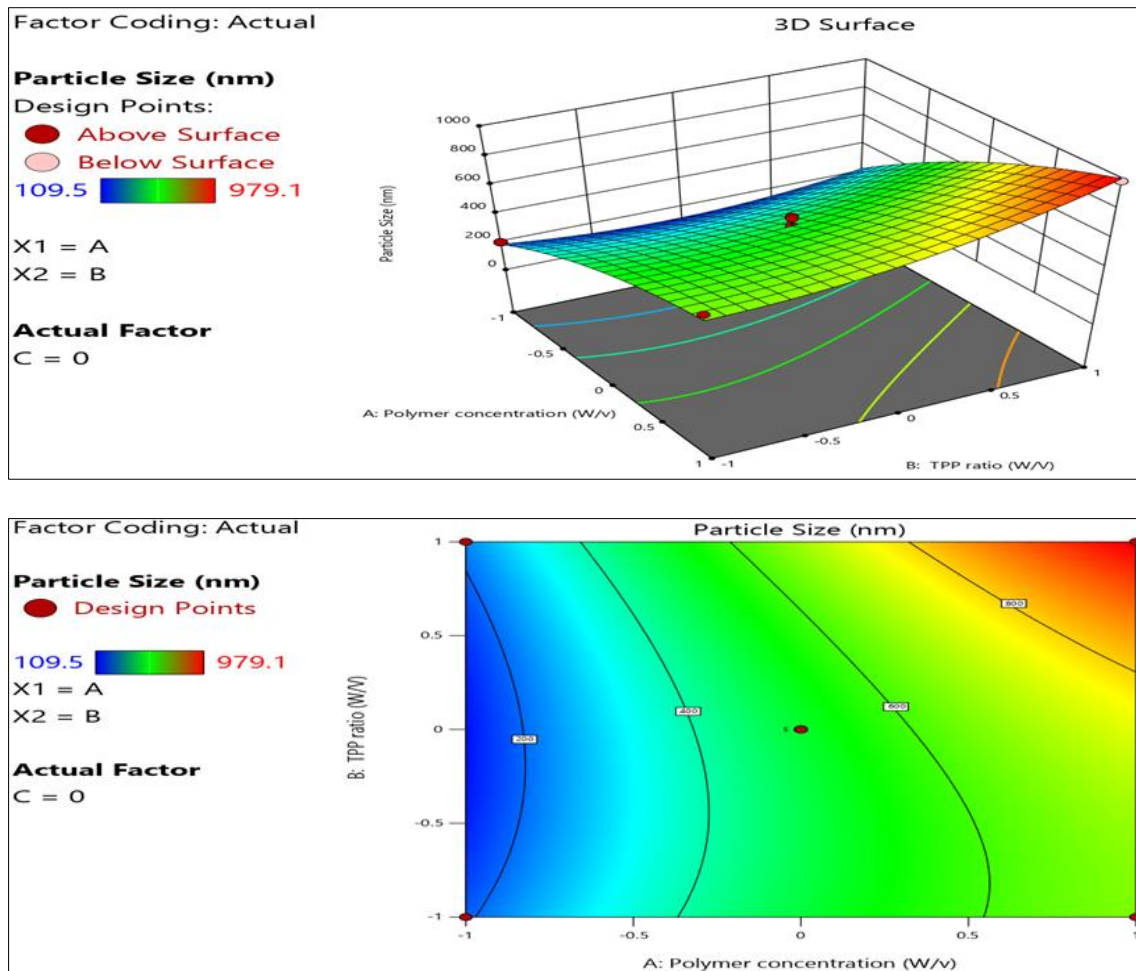 Factor Coding: Actual
3D Surface
Particle Size (nm)
Design Points:
Above Surface
Below Surface
109.5 979.1
X1 = A
X2 = B
Actual Factor
C = 0
Particle Size (nm)
1000
800
600
400
200
0
-1
-0.5
0
0.5
1
A: Polymer concentration (W/v)
-1
-0.5
0
0.5
1
B: TPP ratio (W/V)
Factor Coding: Actual
Particle Size (nm)
Particle Size (nm)
Design Points
109.5 979.1
X1 = A
X2 = B
Actual Factor
C = 0
B: TPP ratio (W/V)
1
0.5
0
-0.5
-1
200
400
600
800
-1
-0.5
0
0.5
1
A: Polymer concentration (W/v)